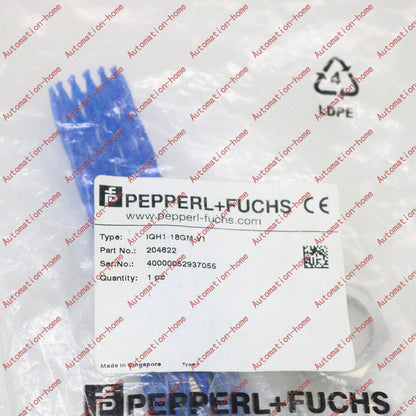 4
LDPE
PEPPERL+FUCHS CE
www.pepperl-fuchs.com
Type: IQH1-18GM-V1
Part No.: 204622
Ser.No.: 40000052937055
Quantity: 1 pc
Made in Singapore
PEPPERL+FUCHS
Automation-home